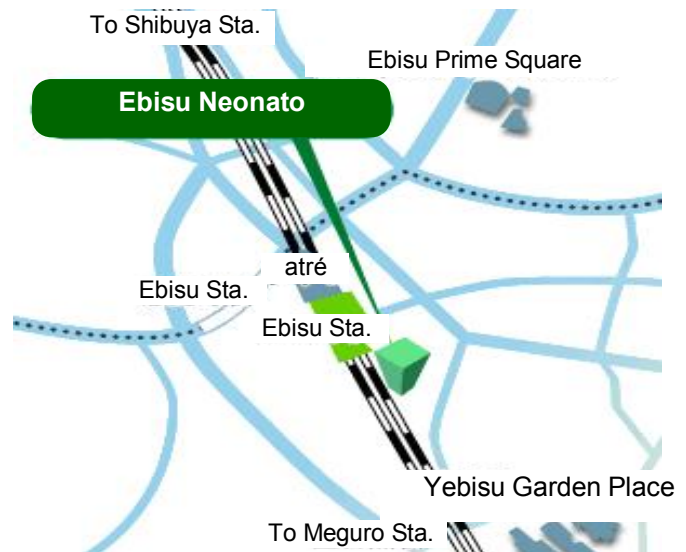 To Shibuya Sta.
Ebisu Prime Square
Ebisu Neonato
atré
Ebisu Sta.
Ebisu Sta.
Yebisu Garden Place
To Meguro Sta.